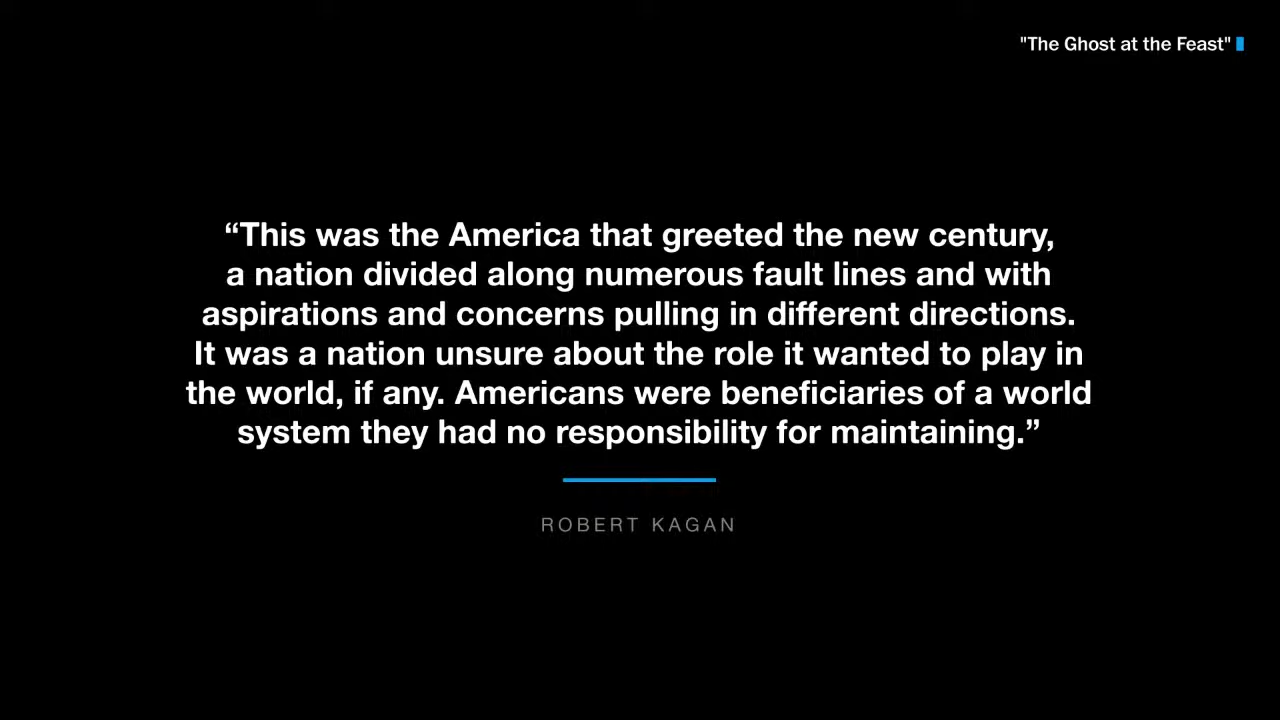 "The Ghost at the Feast"
“This was the America that greeted the new century,
a nation divided along numerous fault lines and with
aspirations and concerns pulling in different directions.
It was a nation unsure about the role it wanted to play in
the world, if any. Americans were beneficiaries of a world
system they had no responsibility for maintaining.”
ROBERT KAGAN